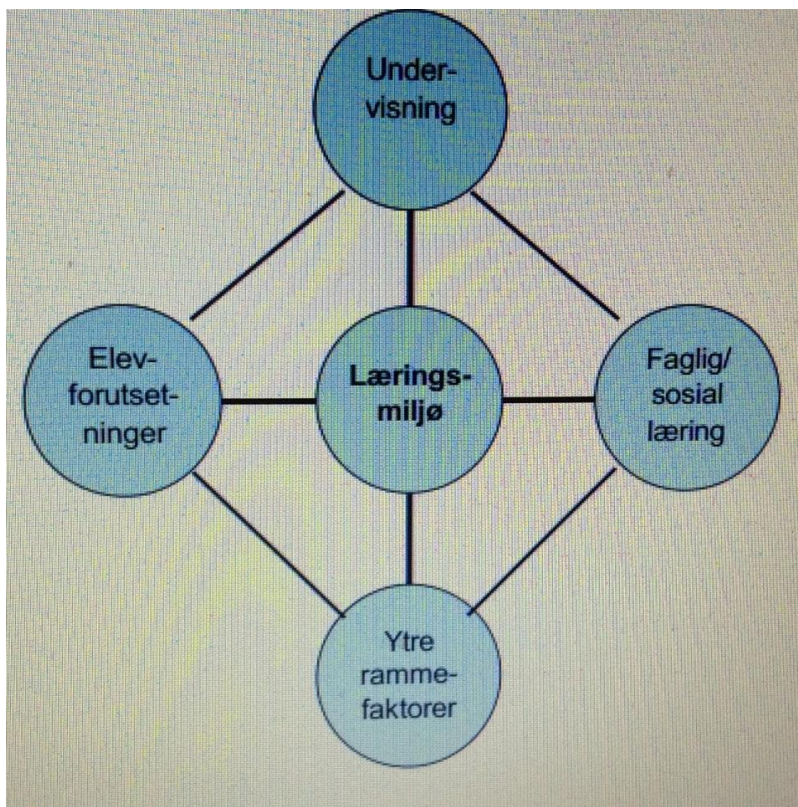 Under-
visning
Elev-
forutset-
ninger
Lærings-
miljø
Faglig/
sosial
læring
Ytre
ramme-
faktorer